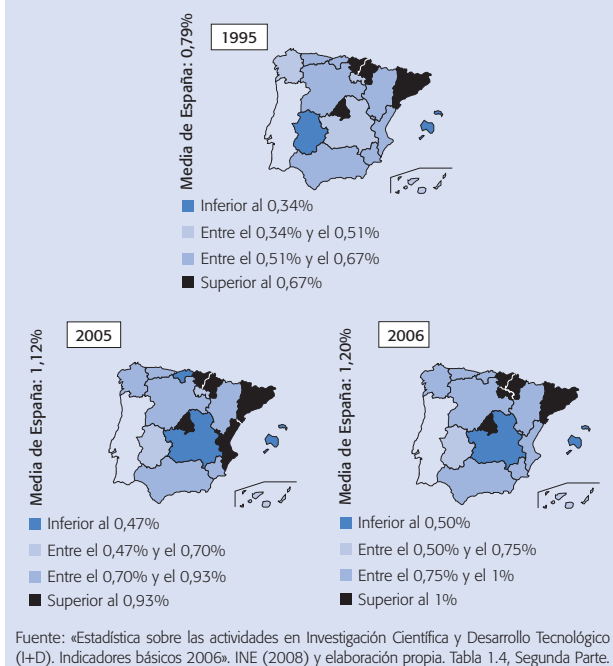 1995
Media de España: 0,79%
Inferior al 0,34%
Entre el 0,34% y el 0,51%
Entre el 0,51% y el 0,67%
Superior al 0,67%
2005
Media de España: 1,12%
Inferior al 0,47%
Entre el 0,47% y el 0,70%
Entre el 0,70% y el 0,93%
Superior al 0,93%
2006
Media de España: 1,20%
Inferior al 0,50%
Entre el 0,50% y el 0,75%
Entre el 0,75% y el 1%
Superior al 1%
Fuente: «Estadística sobre las actividades en Investigación Científica y Desarrollo Tecnológico
(I+D). Indicadores básicos 2006». INE (2008) y elaboración propia. Tabla 1.4, Segunda Parte.